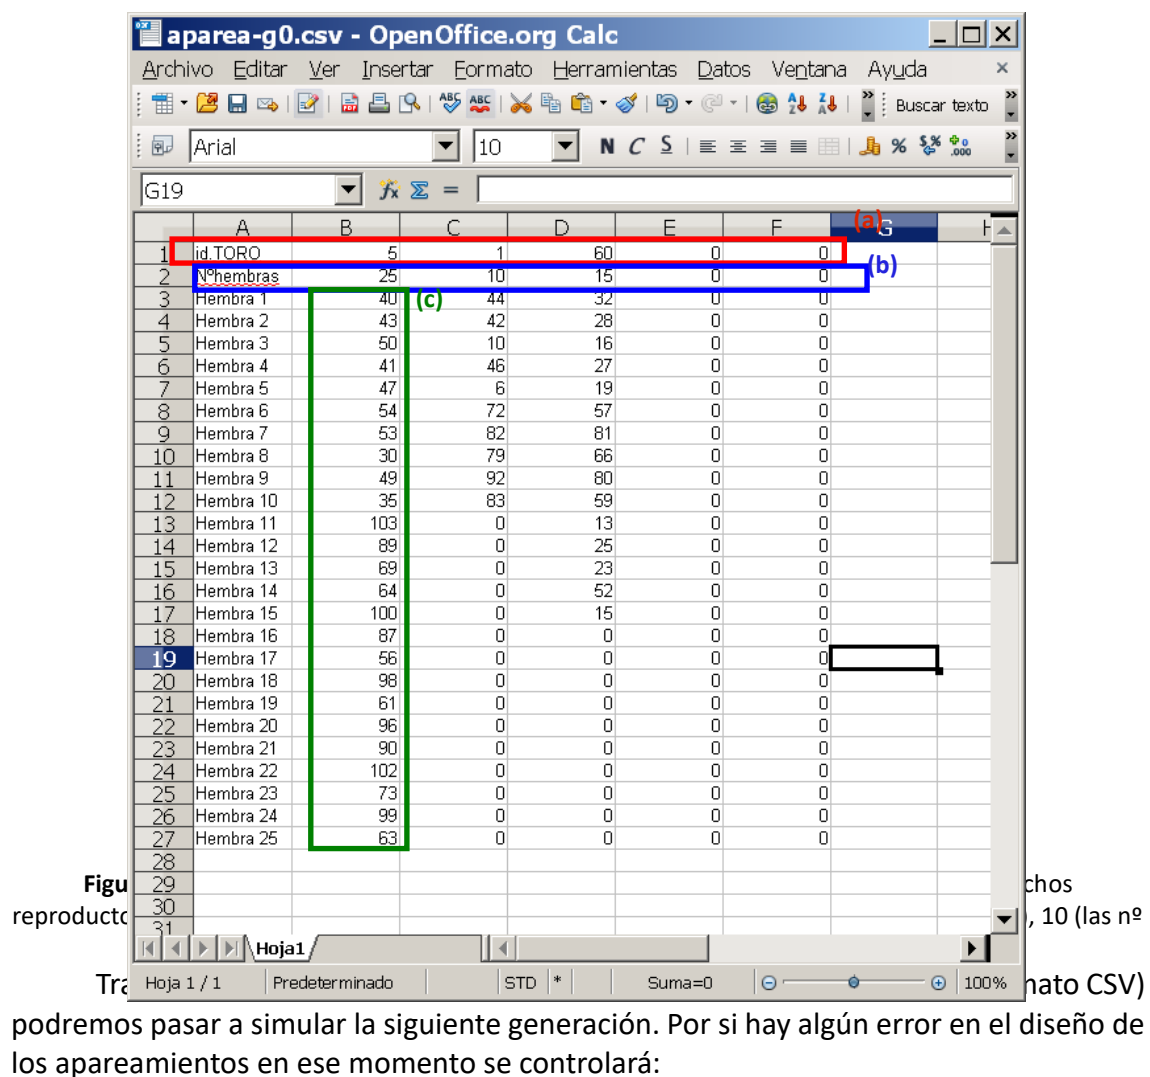 aparea-g0.csv - OpenOffice.org Calc
Archivo Editar Ver Insertar Formato Herramientas Datos Ventana Ayuda
Buscar texto
Arial 10 N C S
G19 fx Σ =
A B C D E F (a) G
1 id.TORO 5 1 60 0 0
(b)
2 Nºhembras 25 10 15 0 0
3 Hembra 1 40 (c) 44 32 0 0
4 Hembra 2 43 42 28 0 0
5 Hembra 3 50 10 16 0 0
6 Hembra 4 41 46 27 0 0
7 Hembra 5 47 6 19 0 0
8 Hembra 6 54 72 57 0 0
9 Hembra 7 53 82 81 0 0
10 Hembra 8 30 79 66 0 0
11 Hembra 9 49 92 80 0 0
12 Hembra 10 35 83 59 0 0
13 Hembra 11 103 0 13 0 0
14 Hembra 12 89 0 25 0 0
15 Hembra 13 69 0 23 0 0
16 Hembra 14 64 0 52 0 0
17 Hembra 15 100 0 15 0 0
18 Hembra 16 87 0 0 0 0
19 Hembra 17 56 0 0 0 0
20 Hembra 18 98 0 0 0 0
21 Hembra 19 61 0 0 0 0
22 Hembra 20 96 0 0 0 0
23 Hembra 21 90 0 0 0 0
24 Hembra 22 102 0 0 0 0
25 Hembra 23 73 0 0 0 0
26 Hembra 24 99 0 0 0 0
27 Hembra 25 63 0 0 0 0
28
29
30
31
Hoja1
Hoja 1 / 1 Predeterminado STD * Suma=0 100%
Figu chos
reproducto , 10 (las nº
Tra mato CSV)
podremos pasar a simular la siguiente generación. Por si hay algún error en el diseño de
los apareamientos en ese momento se controlará: